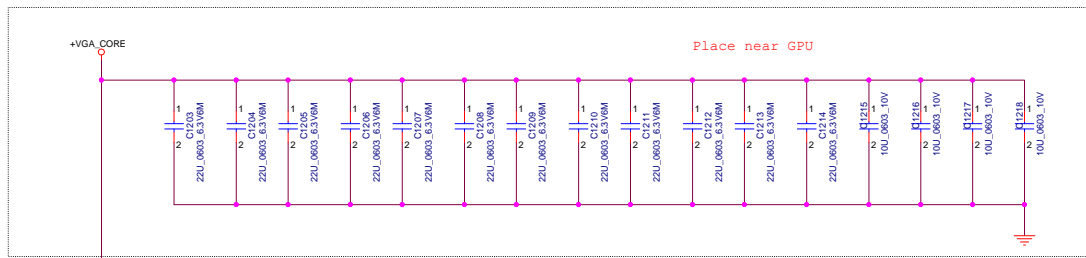 +VGA_CORE
Place near GPU
1
2
C1203
22U_0603_6.3V6M
1
2
C1204
22U_0603_6.3V6M
1
2
C1205
22U_0603_6.3V6M
1
2
C1206
22U_0603_6.3V6M
1
2
C1207
22U_0603_6.3V6M
1
2
C1208
22U_0603_6.3V6M
1
2
C1209
22U_0603_6.3V6M
1
2
C1210
22U_0603_6.3V6M
1
2
C1211
22U_0603_6.3V6M
1
2
C1212
22U_0603_6.3V6M
1
2
C1213
22U_0603_6.3V6M
1
2
C1214
22U_0603_6.3V6M
1
2
C1215
10U_0603_10V
1
2
C1216
10U_0603_10V
1
2
C1217
10U_0603_10V
1
2
C1218
10U_0603_10V